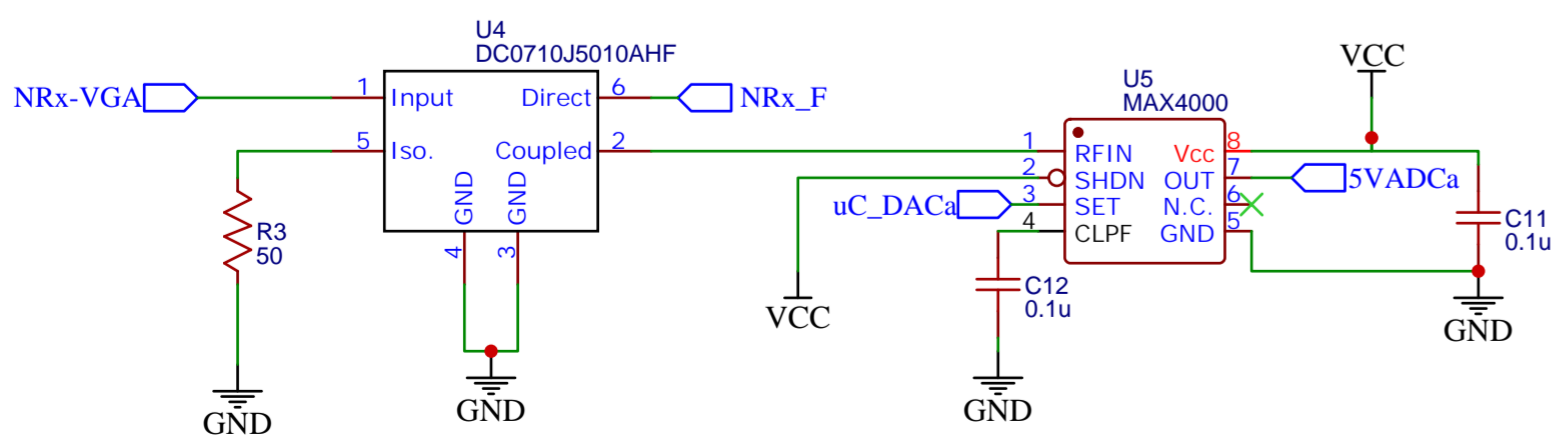 U4
DC0710J5010AHF
NRx-VGA
1
Input
Direct
6
NRx_F
5
Iso.
Coupled
2
GND
GND
4
3
R3
50
GND
GND
U5
MAX4000
VCC
1
RFIN
Vcc
8
2
SHDN
OUT
7
5VADCa
uC_DACa
3
SET
N.C.
6
4
CLPF
GND
5
C11
0.1u
C12
0.1u
VCC
GND
GND